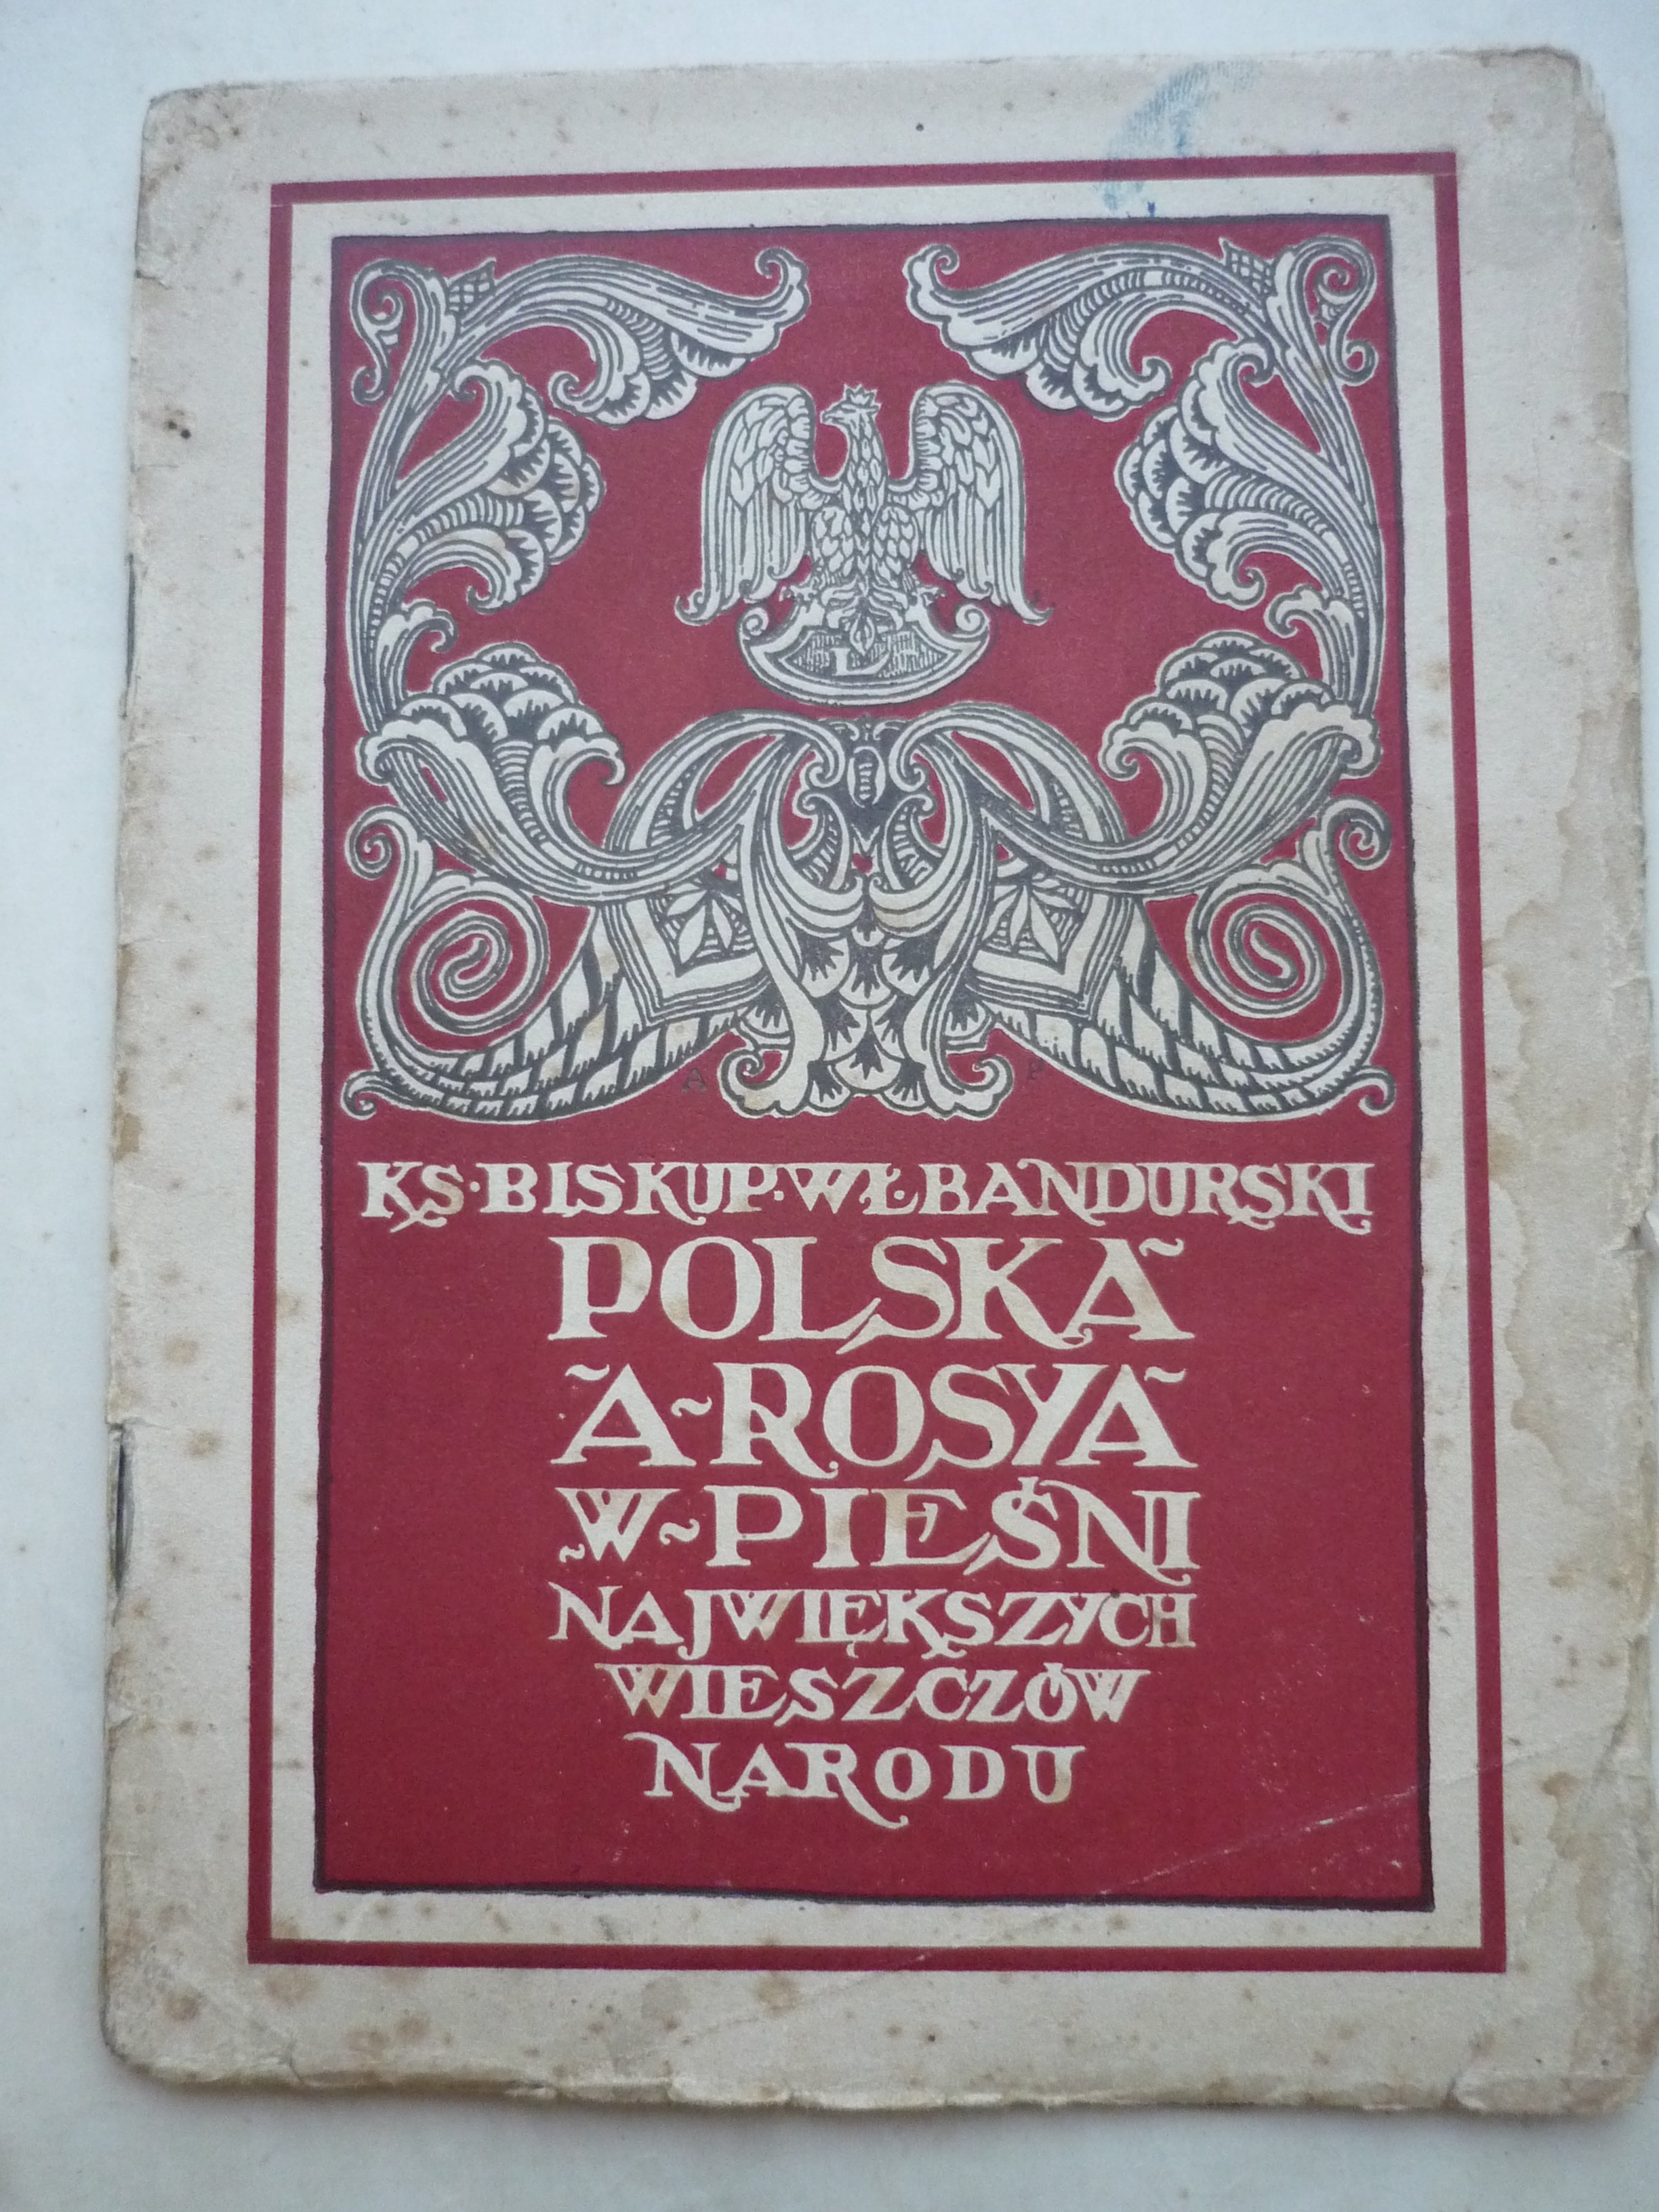 L
A P
KS·BISKUP·WŁ·BANDURSKI
POLSKA
A~ROSYA
W~PIEŚNI
NAJWIĘKSZYCH
WIESZCZÓW
NARODU